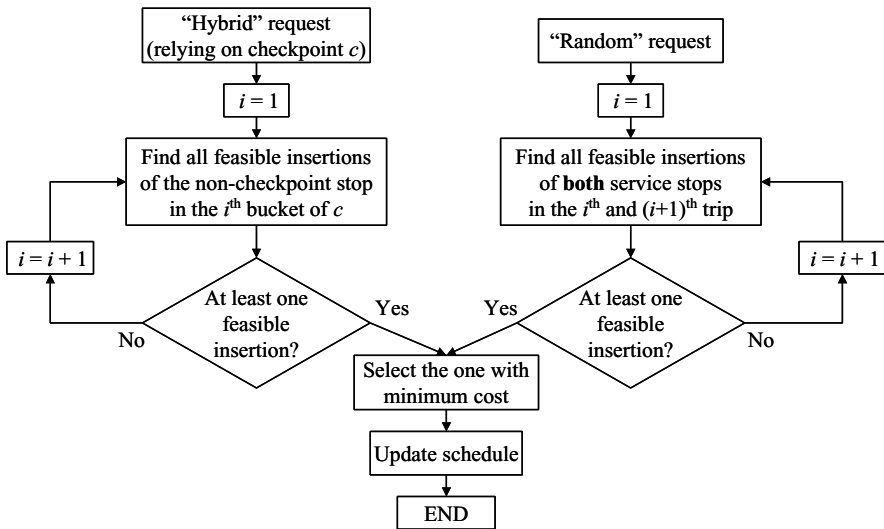 “Hybrid” request
(relying on checkpoint c)
i = 1
Find all feasible insertions
of the non-checkpoint stop
in the iᵗʰ bucket of c
i = i + 1
At least one
feasible
insertion?
No
Yes
“Random” request
i = 1
Find all feasible insertions
of both service stops
in the iᵗʰ and (i+1)ᵗʰ trip
i = i + 1
At least one
feasible
insertion?
Yes
No
Select the one with
minimum cost
Update schedule
END